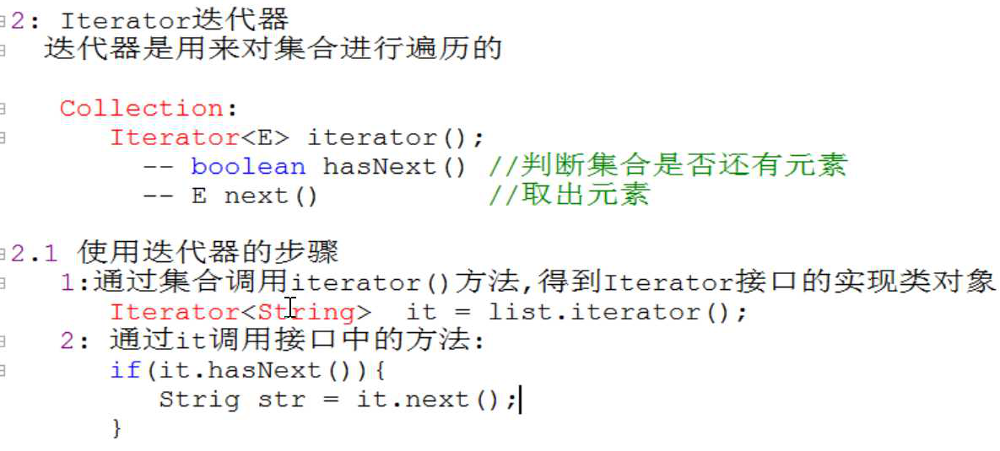 2: Iterator迭代器
迭代器是用来对集合进行遍历的
Collection:
Iterator<E> iterator();
-- boolean hasNext() //判断集合是否还有元素
-- E next() //取出元素
2.1 使用迭代器的步骤
1:通过集合调用iterator()方法,得到Iterator接口的实现类对象
Iterator<String> it = list.iterator();
2: 通过it调用接口中的方法:
if(it.hasNext()){
Strig str = it.next();
}